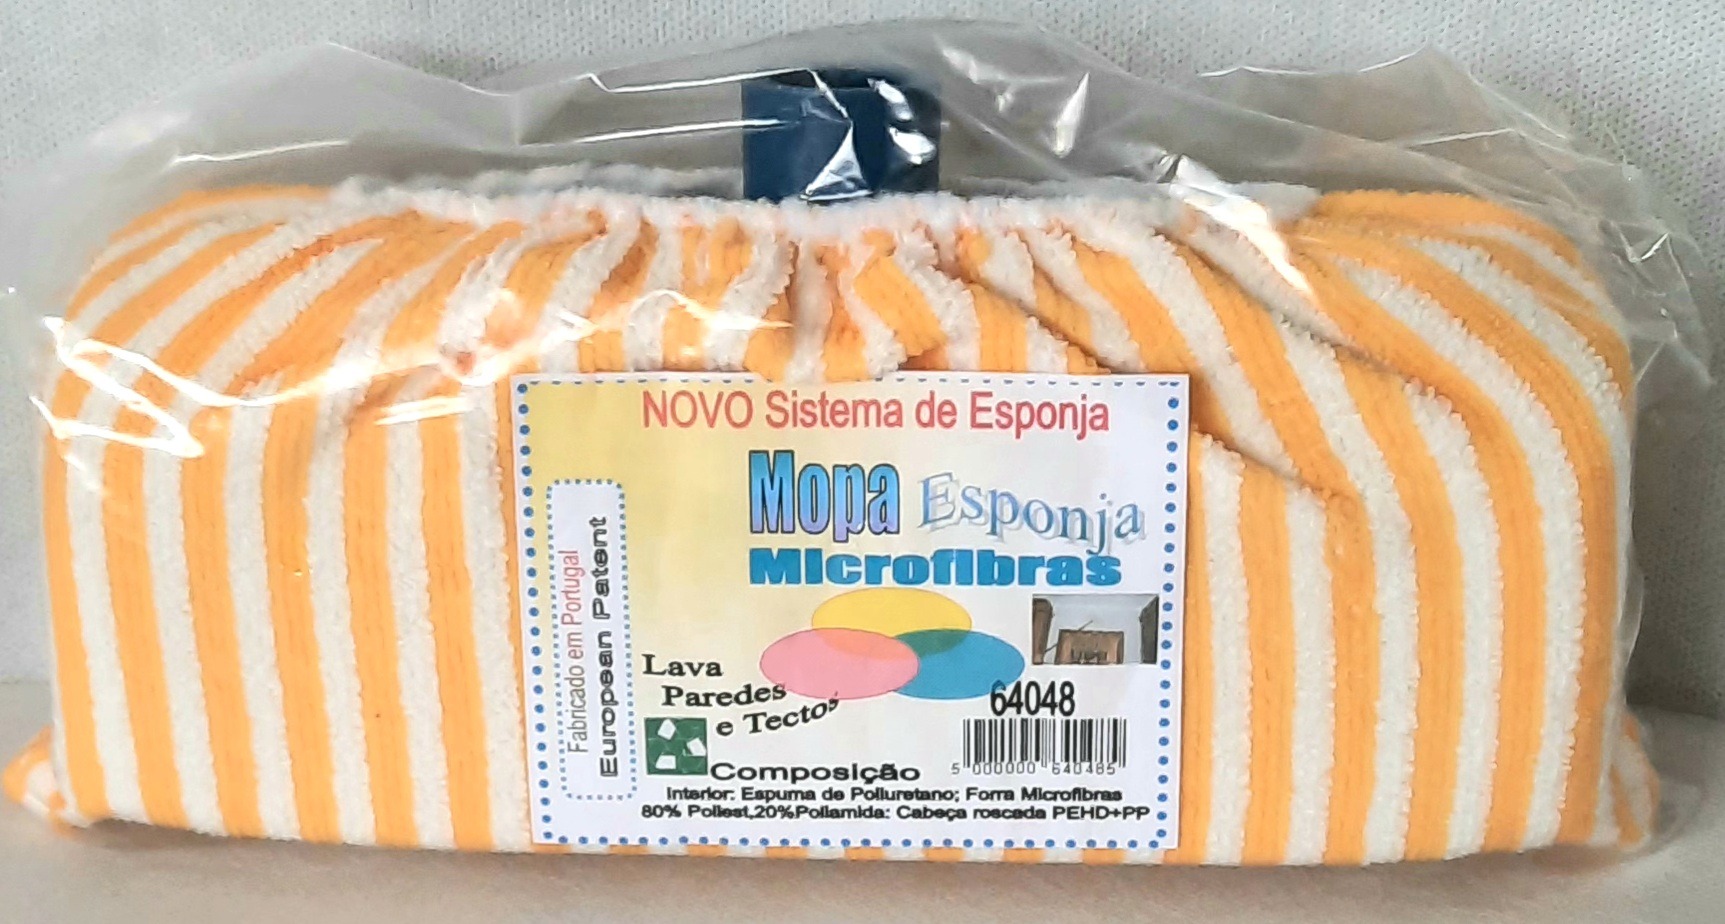 NOVO Sistema de Esponja
Mopa Esponja
Microfibras
Fabricado em Portugal
European Patent
Lava
Paredes
e Tectos
64048
5 000000 640485
Composição
Interior: Espuma de Poliuretano; Forra Microfibras
80% Poliest,20%Poliamida: Cabeça roscada PEHD+PP